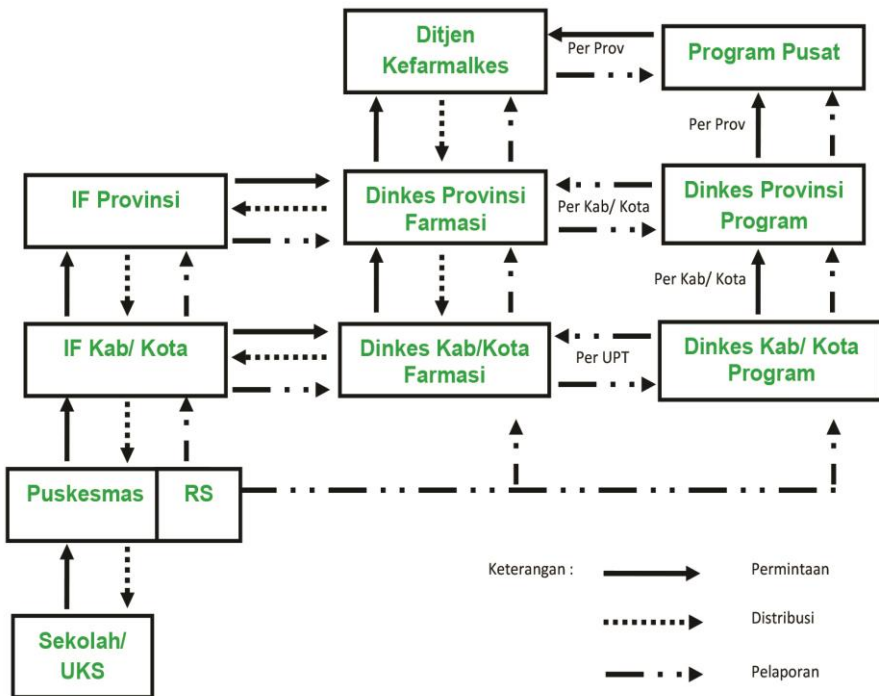 Ditjen
Kefarmalkes
Per Prov
Program Pusat
Per Prov
IF Provinsi
Dinkes Provinsi
Farmasi
Per Kab/ Kota
Dinkes Provinsi
Program
Per Kab/ Kota
IF Kab/ Kota
Dinkes Kab/Kota
Farmasi
Per UPT
Dinkes Kab/ Kota
Program
Puskesmas
RS
Sekolah/
UKS
Keterangan :
Permintaan
Distribusi
Pelaporan